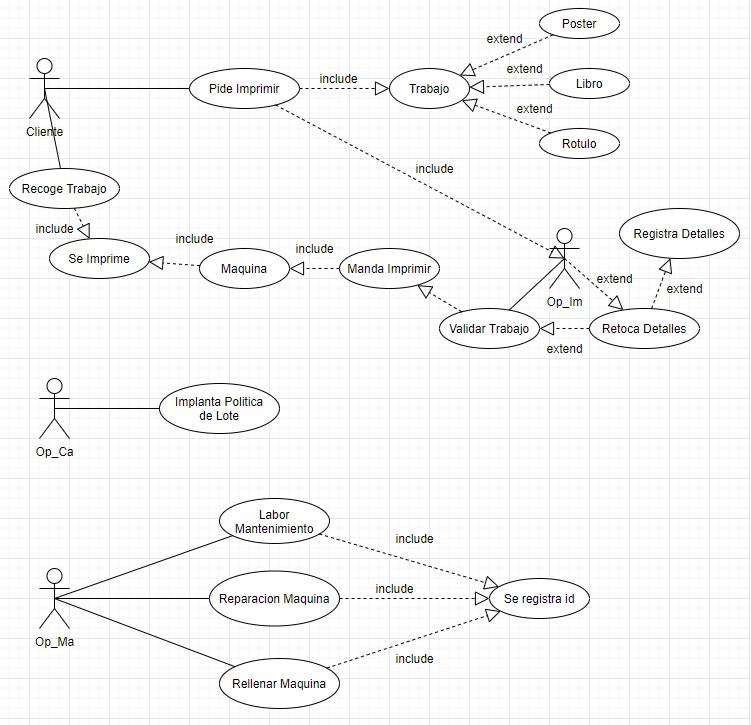 Poster
extend
include
extend
Pide Imprimir
Trabajo
Libro
extend
Cliente
Rotulo
include
Recoge Trabajo
include
include
Registra Detalles
include
Se Imprime
Maquina
Manda Imprimir
extend
extend
Op_Im
Validar Trabajo
Retoca Detalles
extend
Implanta Politica
de Lote
Op_Ca
Labor
Mantenimiento
include
include
Reparacion Maquina
Se registra id
Op_Ma
include
Rellenar Maquina